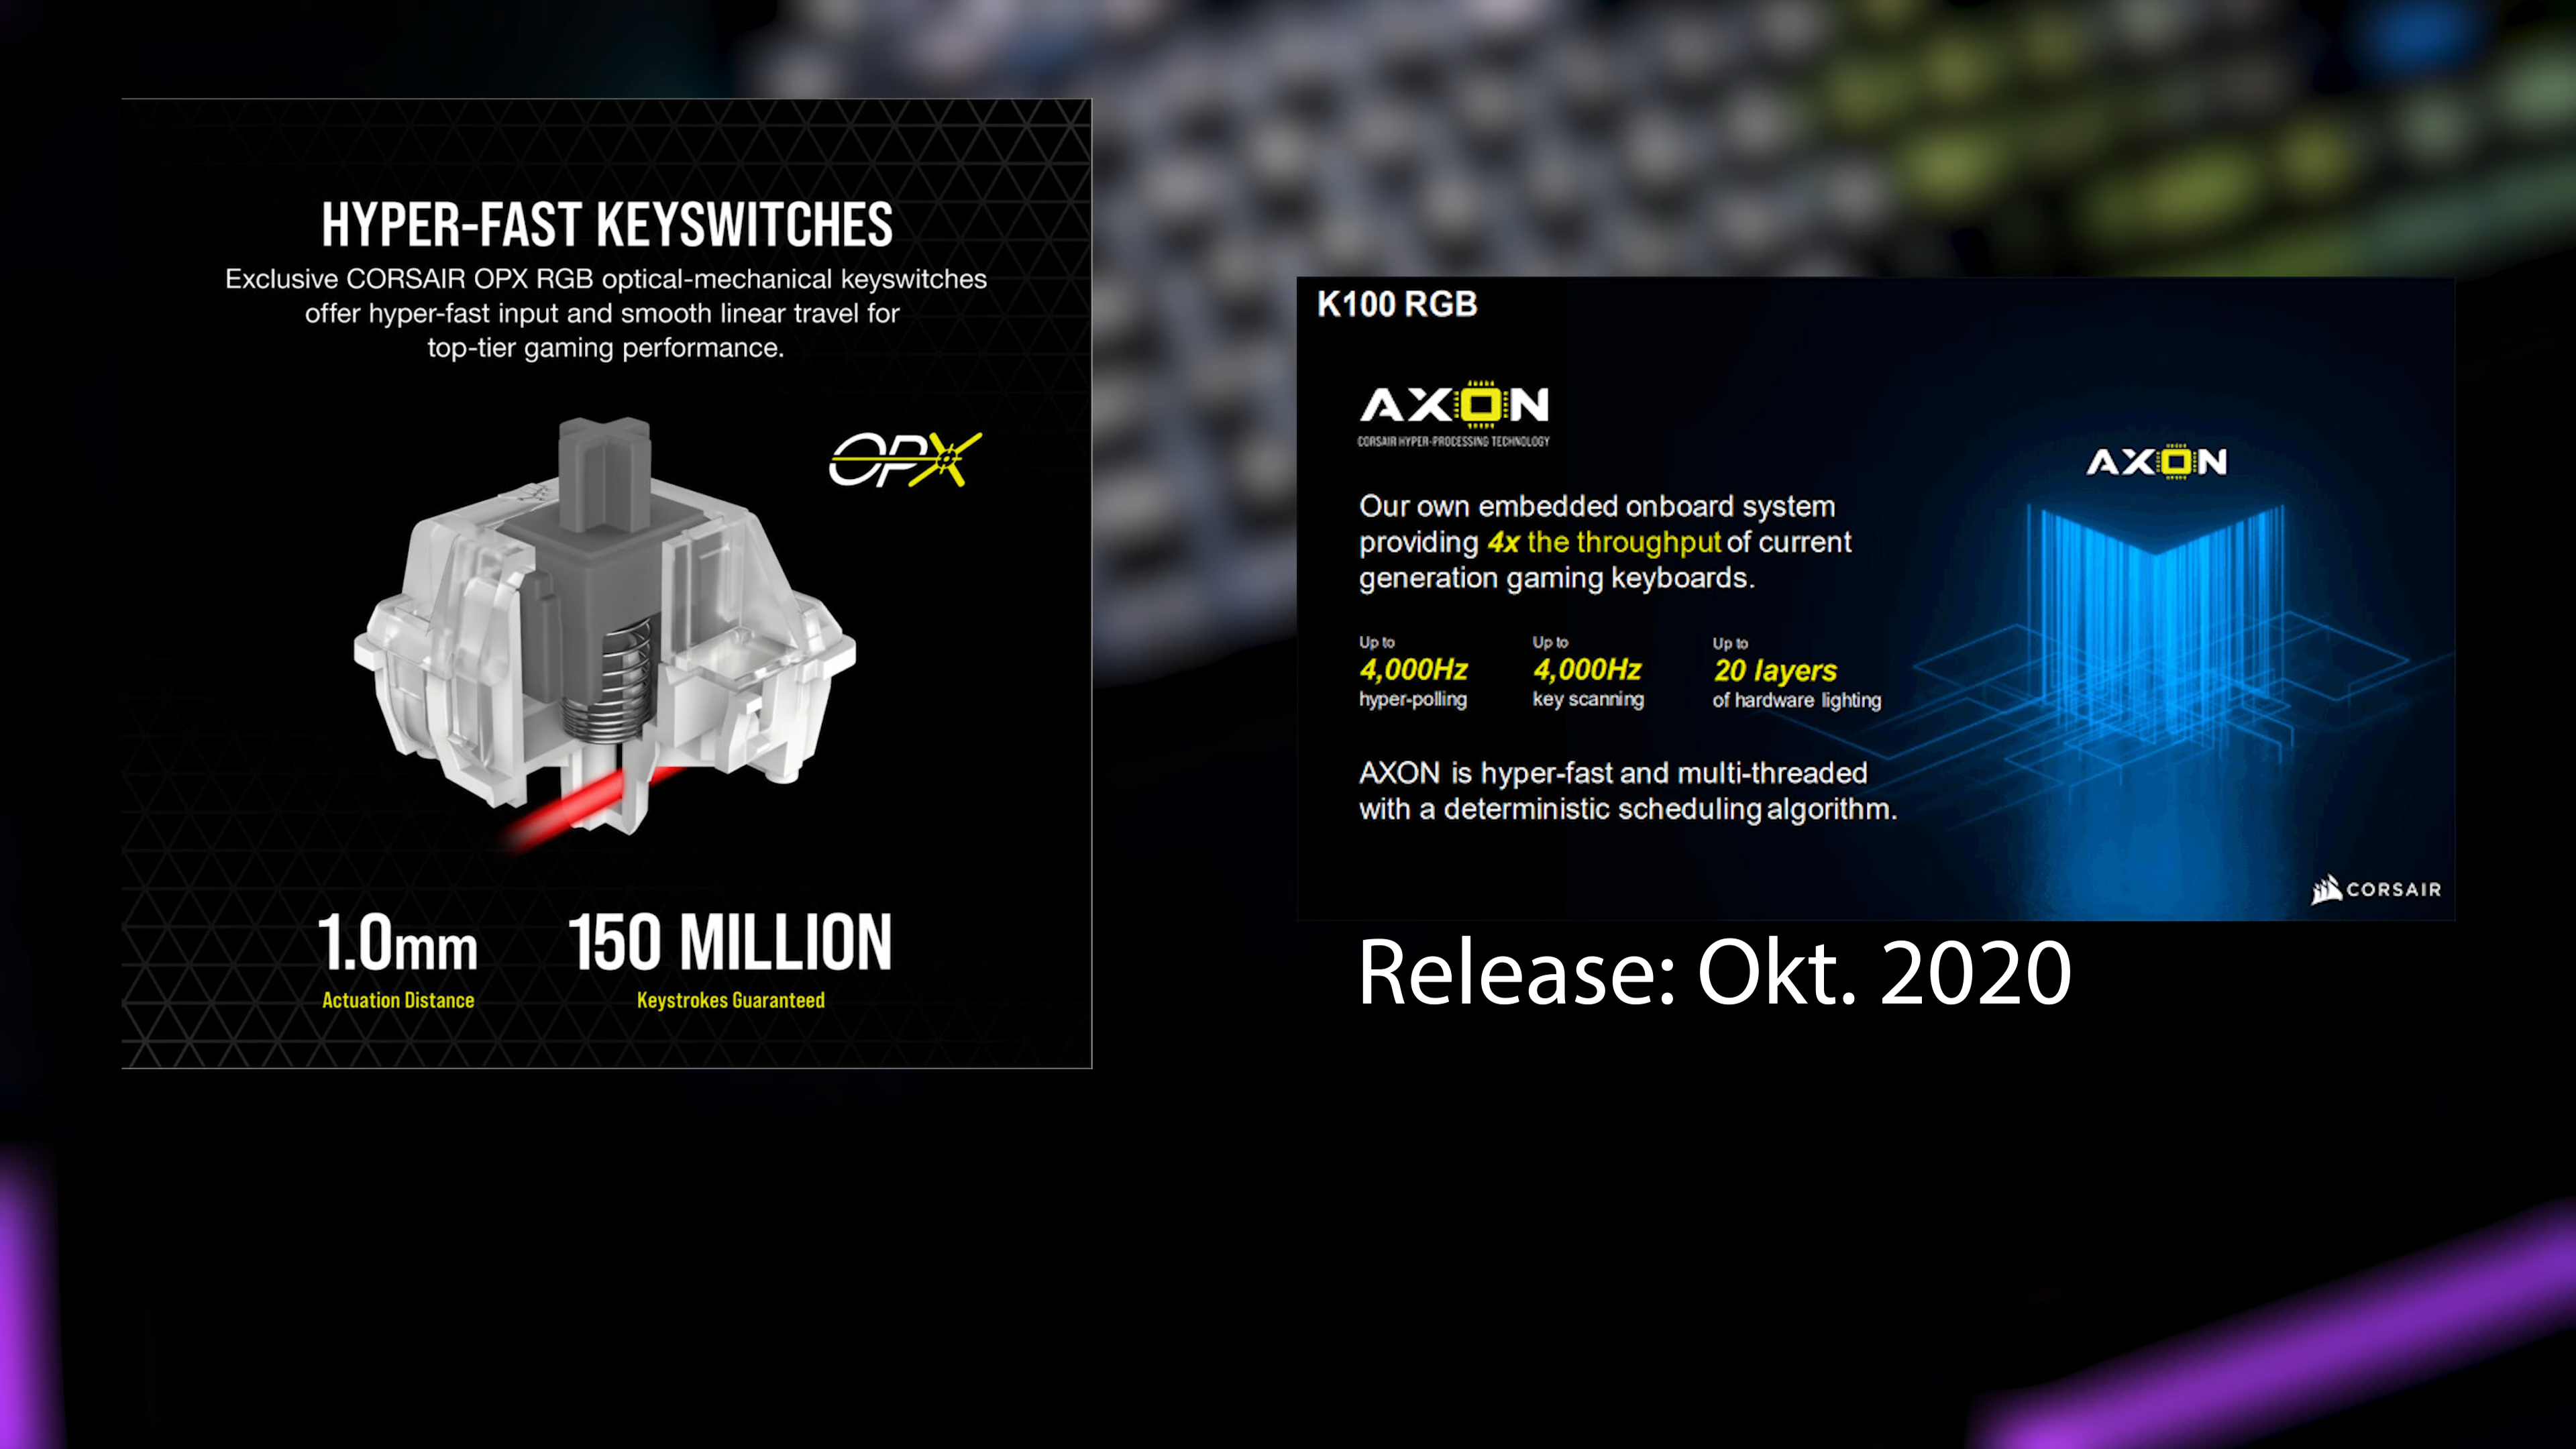 HYPER-FAST KEYSWITCHES
Exclusive CORSAIR OPX RGB optical-mechanical keyswitches
offer hyper-fast input and smooth linear travel for
top-tier gaming performance.
OPX
1.0mm
Actuation Distance
150 MILLION
Keystrokes Guaranteed
K100 RGB
AXON
CORSAIR HYPER-PROCESSING TECHNOLOGY
AXON
Our own embedded onboard system
providing 4x the throughput of current
generation gaming keyboards.
Up to
4,000Hz
hyper-polling
Up to
4,000Hz
key scanning
Up to
20 layers
of hardware lighting
AXON is hyper-fast and multi-threaded
with a deterministic scheduling algorithm.
CORSAIR
Release: Okt. 2020